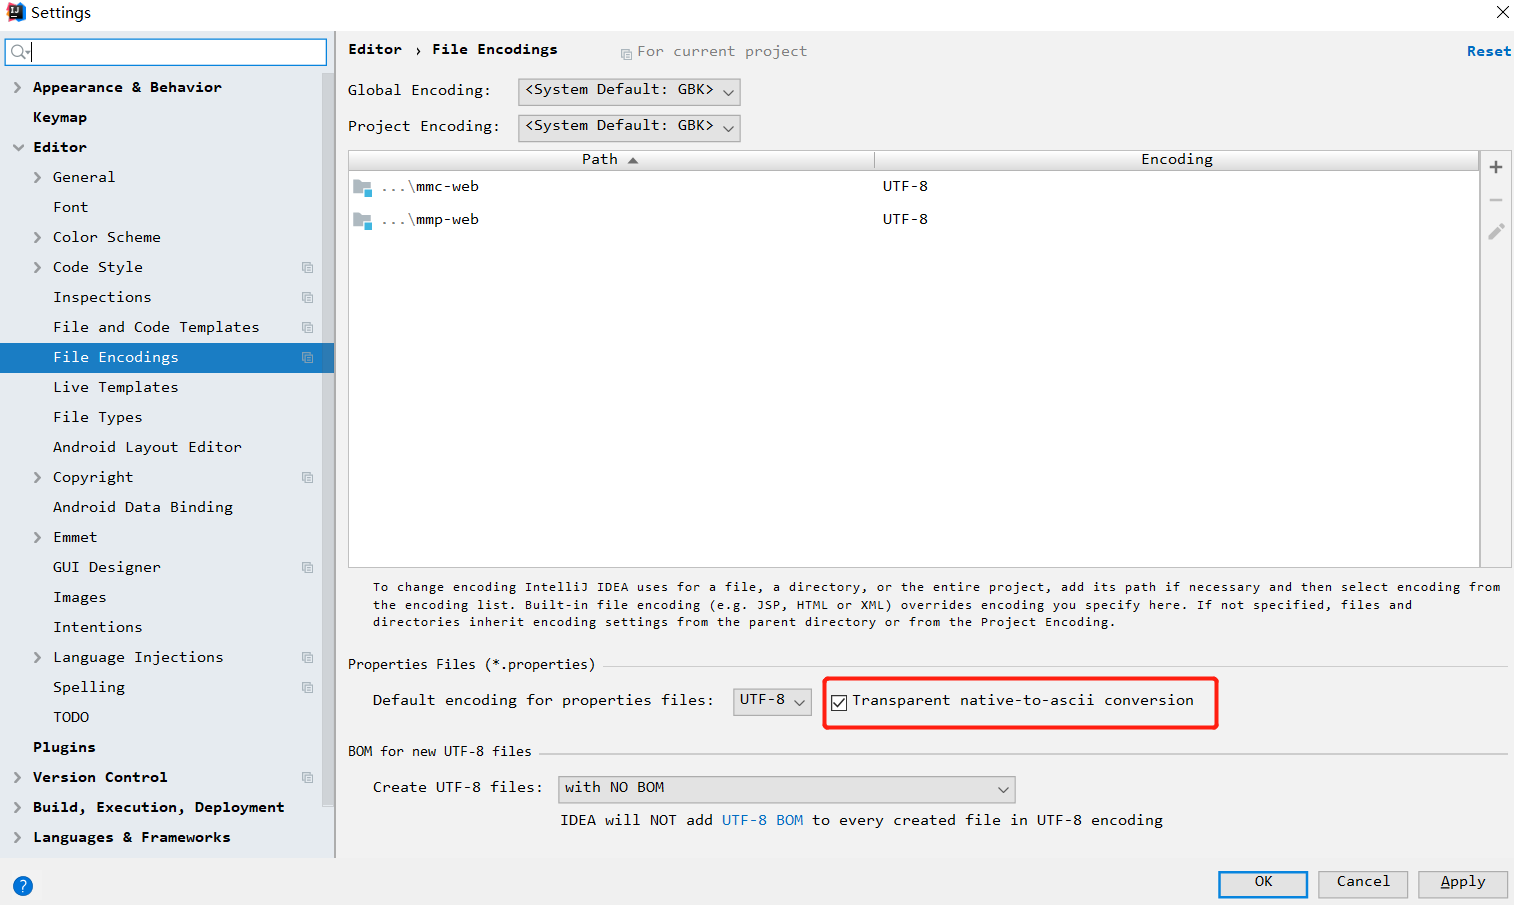 Settings
Appearance & Behavior
Keymap
Editor
General
Font
Color Scheme
Code Style
Inspections
File and Code Templates
File Encodings
Live Templates
File Types
Android Layout Editor
Copyright
Android Data Binding
Emmet
GUI Designer
Images
Intentions
Language Injections
Spelling
TODO
Plugins
Version Control
Build, Execution, Deployment
Languages & Frameworks
Editor › File Encodings For current project Reset
Global Encoding: <System Default: GBK>
Project Encoding: <System Default: GBK>
Path Encoding
...\mmc-web UTF-8
...\mmp-web UTF-8
To change encoding IntelliJ IDEA uses for a file, a directory, or the entire project, add its path if necessary and then select encoding from
the encoding list. Built-in file encoding (e.g. JSP, HTML or XML) overrides encoding you specify here. If not specified, files and
directories inherit encoding settings from the parent directory or from the Project Encoding.
Properties Files (*.properties)
Default encoding for properties files: UTF-8 Transparent native-to-ascii conversion
BOM for new UTF-8 files
Create UTF-8 files: with NO BOM
IDEA will NOT add UTF-8 BOM to every created file in UTF-8 encoding
? OK Cancel Apply